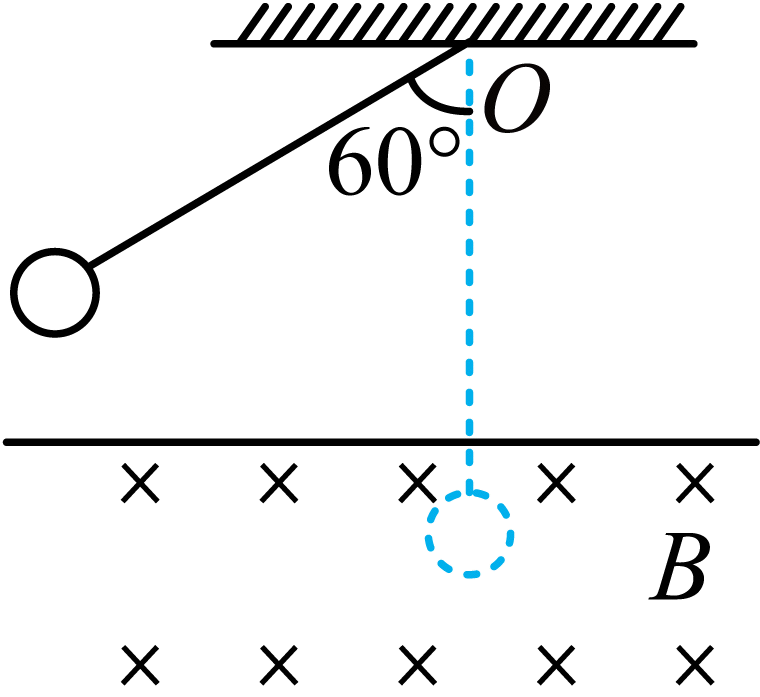 O
60°
× × × × ×
B
× × × × ×